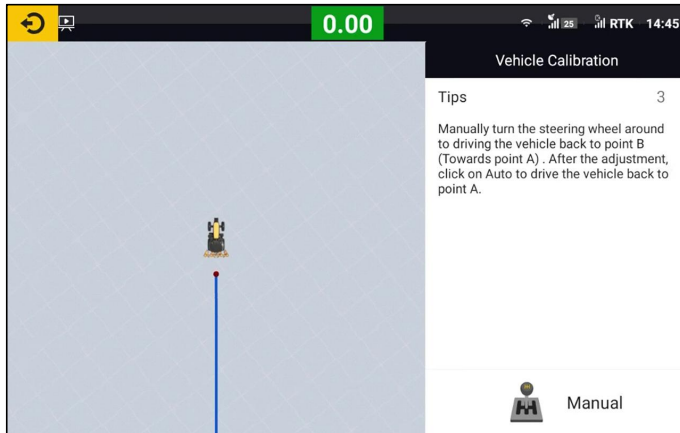 0.00
25
RTK
14:45
Vehicle Calibration
Tips 3
Manually turn the steering wheel around
to driving the vehicle back to point B
(Towards point A) . After the adjustment,
click on Auto to drive the vehicle back to
point A.
Manual